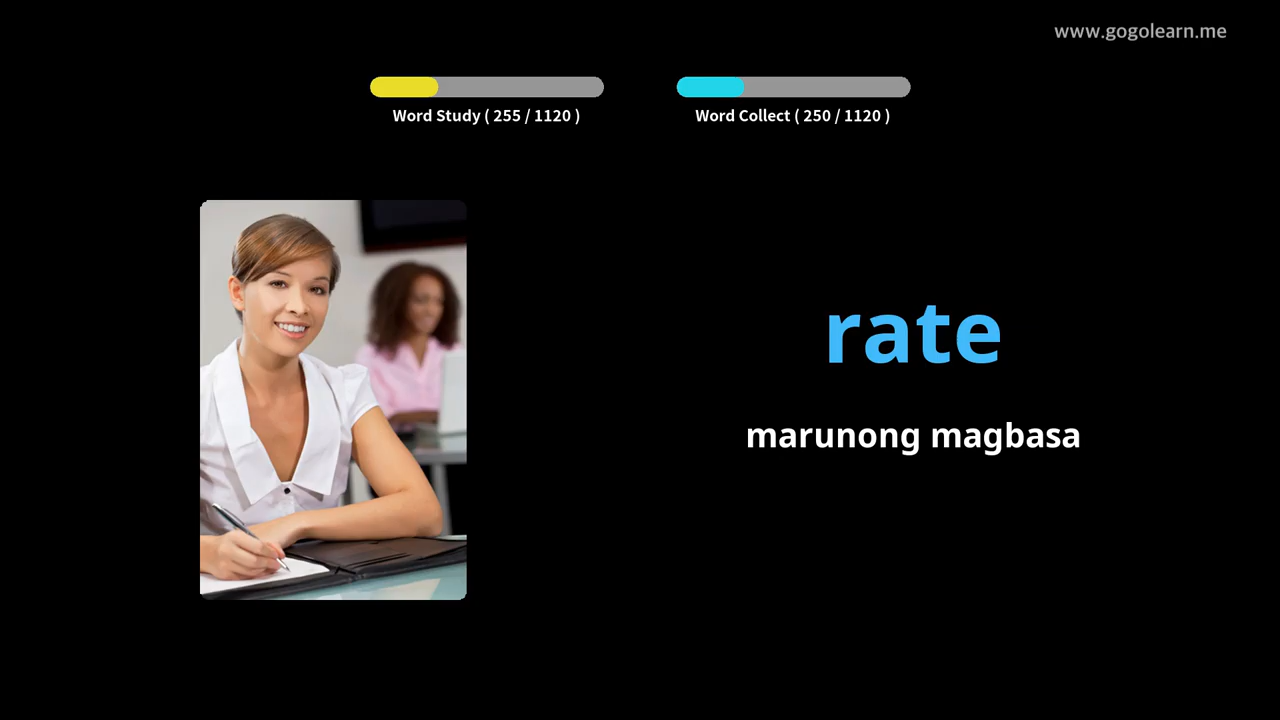 www.gogolearn.me
Word Study ( 255 / 1120 )
Word Collect ( 250 / 1120 )
rate
marunong magbasa